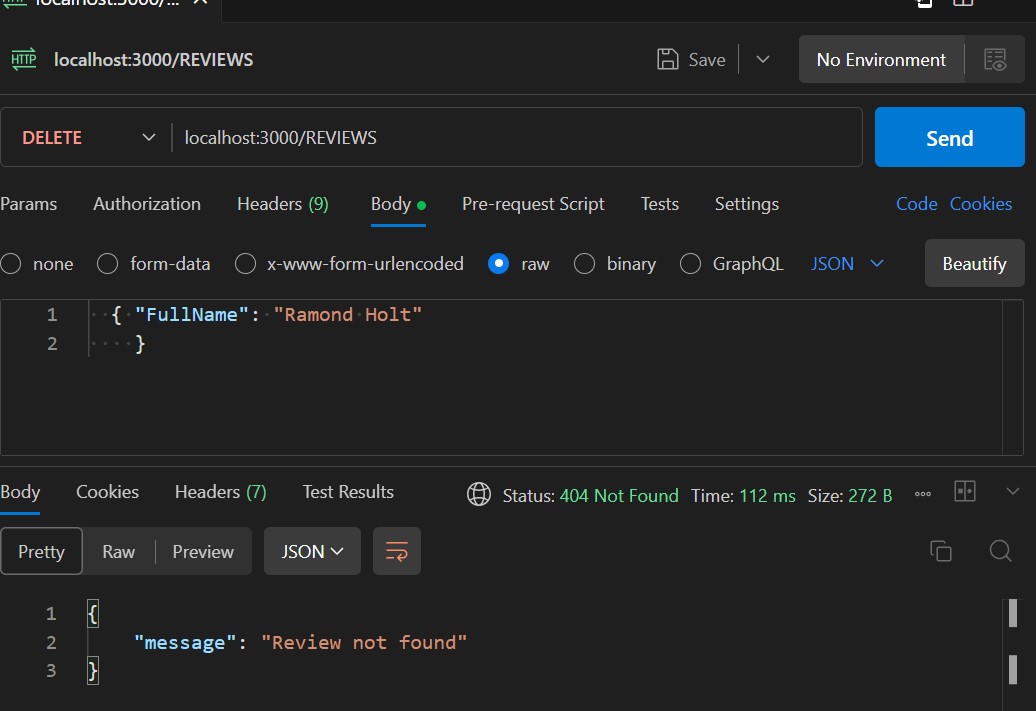 localhost:3000/...
HTTP localhost:3000/REVIEWS Save No Environment
DELETE localhost:3000/REVIEWS Send
Params Authorization Headers (9) Body Pre-request Script Tests Settings Code Cookies
none form-data x-www-form-urlencoded raw binary GraphQL JSON Beautify
1 { "FullName": "Ramond Holt"
2 }
Body Cookies Headers (7) Test Results Status: 404 Not Found Time: 112 ms Size: 272 B
Pretty Raw Preview JSON
1 {
2 "message": "Review not found"
3 }